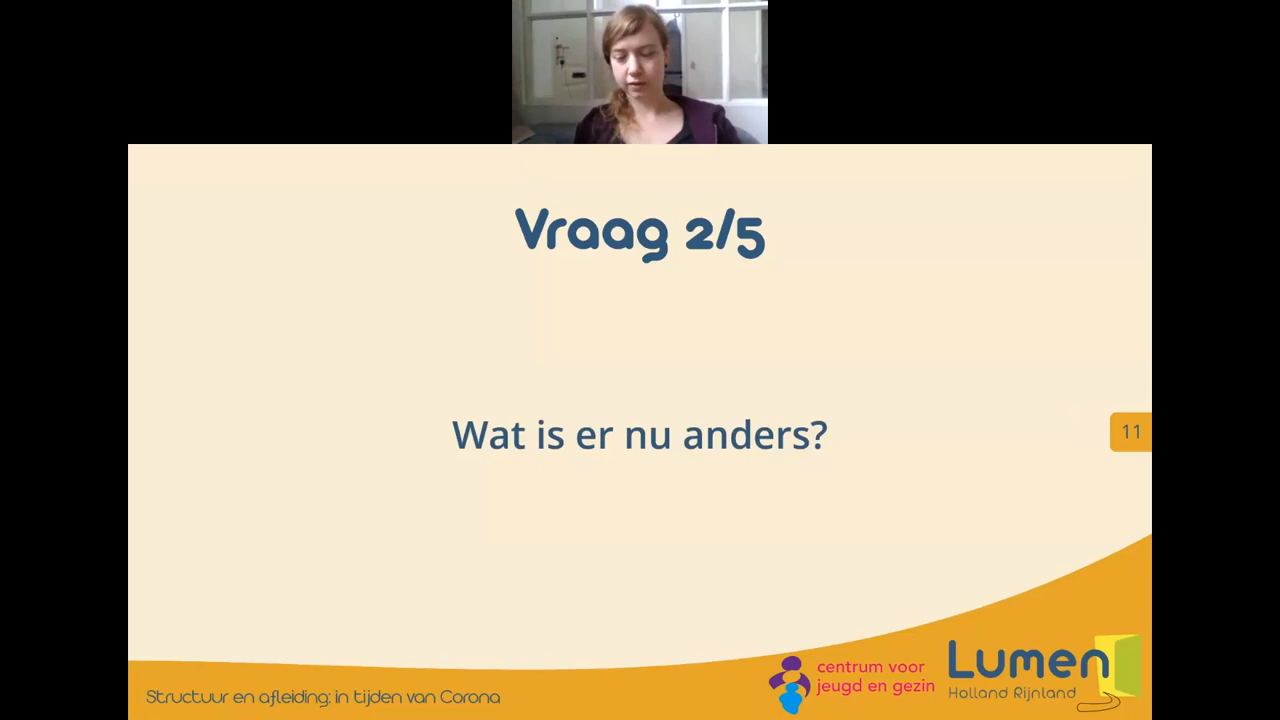 Vraag 2/5
Wat is er nu anders?
11
centrum voor
jeugd en gezin
Lumen
Holland Rijnland
Structuur en afleiding: in tijden van Corona